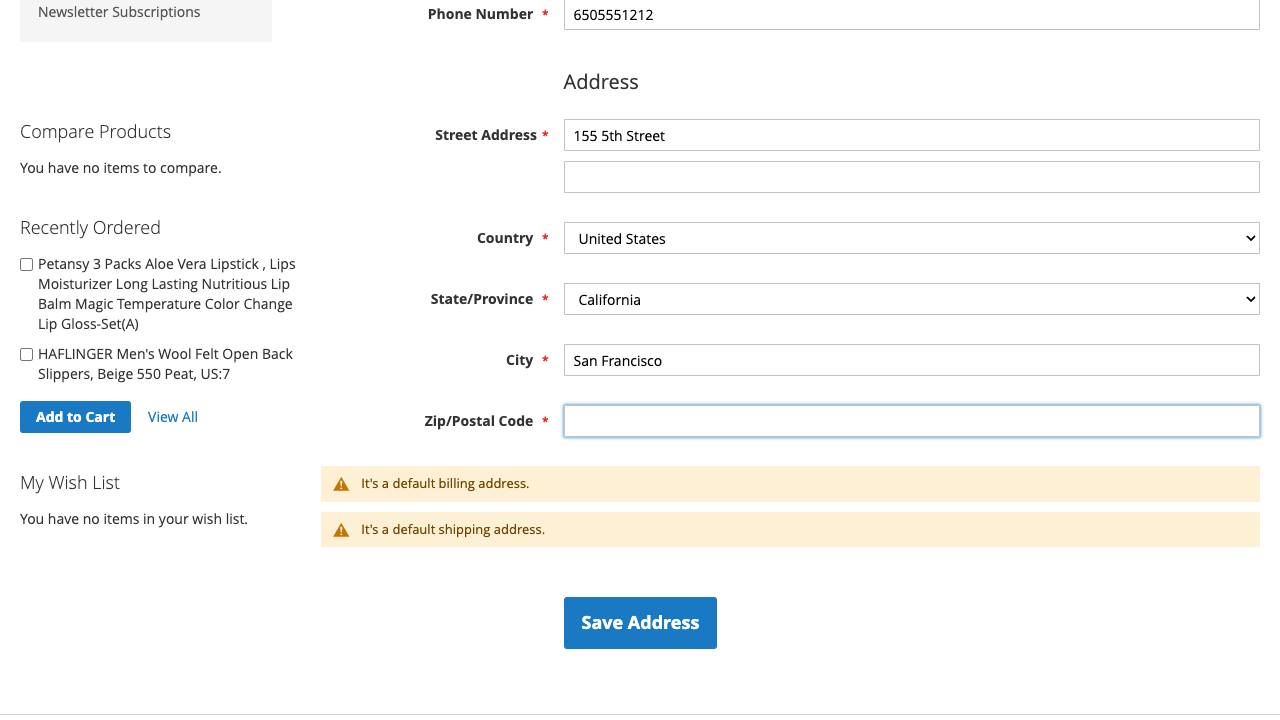 Newsletter Subscriptions
Phone Number *
6505551212
Address
Compare Products
You have no items to compare.
Street Address *
155 5th Street
Recently Ordered
Petansy 3 Packs Aloe Vera Lipstick , Lips
Moisturizer Long Lasting Nutritious Lip
Balm Magic Temperature Color Change
Lip Gloss-Set(A)
HAFLINGER Men's Wool Felt Open Back
Slippers, Beige 550 Peat, US:7
Add to Cart
View All
Country *
United States
State/Province *
California
City *
San Francisco
Zip/Postal Code *
My Wish List
You have no items in your wish list.
It's a default billing address.
It's a default shipping address.
Save Address